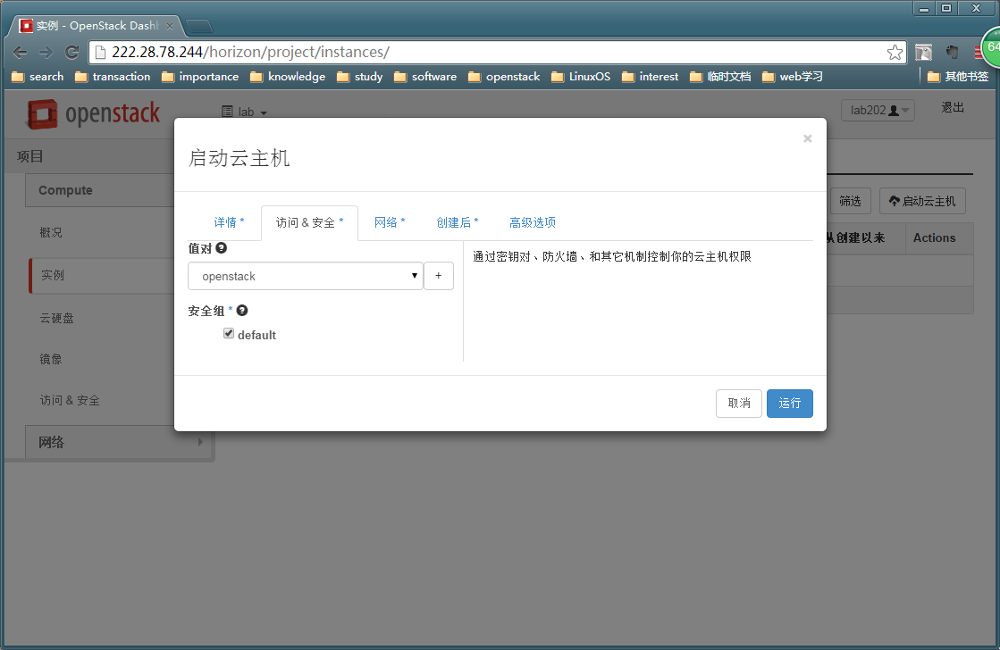 实例 - OpenStack Dashl
222.28.78.244/horizon/project/instances/
64
search transaction importance knowledge study software openstack LinuxOS interest 临时文档 web学习 其他书签
openstack lab lab202 退出
项目
Compute
概况
实例
云硬盘
镜像
访问 & 安全
网络
启动云主机
×
详情 * 访问 & 安全 * 网络 * 创建后 * 高级选项
值对
openstack +
安全组 *
default
通过密钥对、防火墙、和其它机制控制你的云主机权限
取消 运行
筛选 启动云主机
从创建以来 Actions